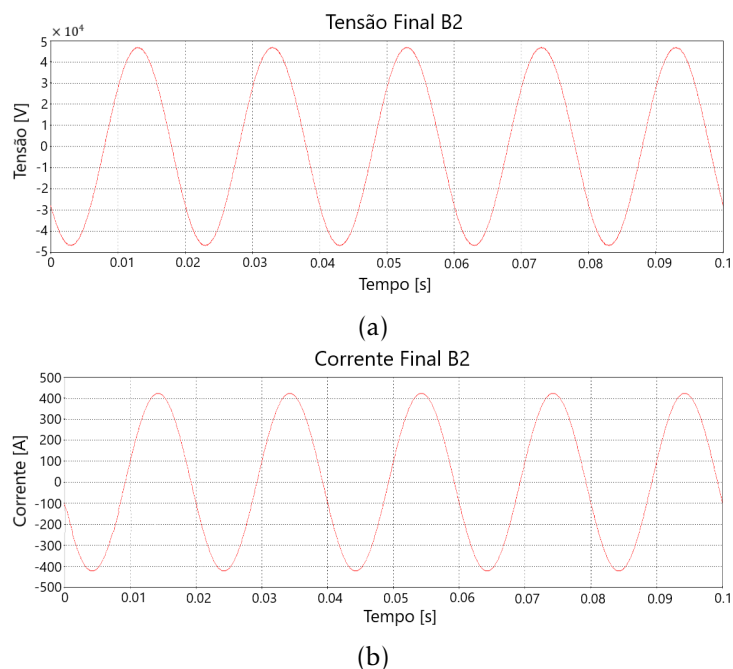 Tensão Final B2
× 10⁴
5
4
3
2
1
0
-1
-2
-3
-4
-5
Tensão [V]
0 0.01 0.02 0.03 0.04 0.05 0.06 0.07 0.08 0.09 0.1
Tempo [s]
(a)
Corrente Final B2
500
400
300
200
100
0
-100
-200
-300
-400
-500
Corrente [A]
0 0.01 0.02 0.03 0.04 0.05 0.06 0.07 0.08 0.09 0.1
Tempo [s]
(b)